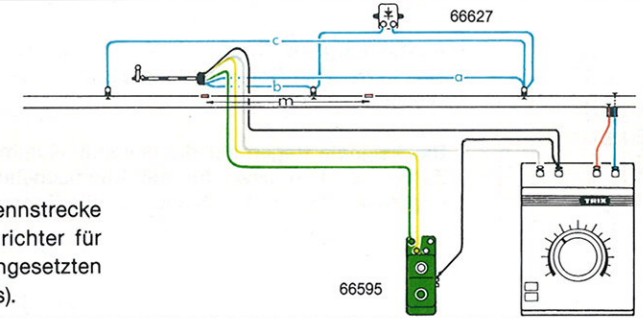 66627
c
a
b
m
TRIX
ennstrecke
richter für
ngesetzten
s).
66595